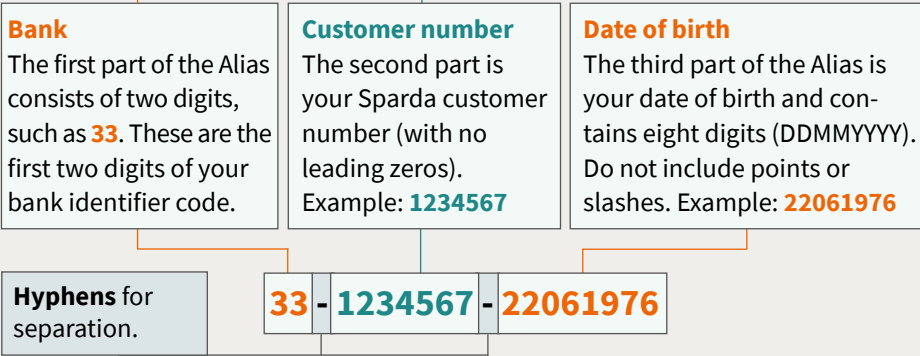 Bank
The first part of the Alias
consists of two digits,
such as 33. These are the
first two digits of your
bank identifier code.
Customer number
The second part is
your Sparda customer
number (with no
leading zeros).
Example: 1234567
Date of birth
The third part of the Alias is
your date of birth and con-
tains eight digits (DDMMYYYY).
Do not include points or
slashes. Example: 22061976
Hyphens for
separation.
33-1234567-22061976